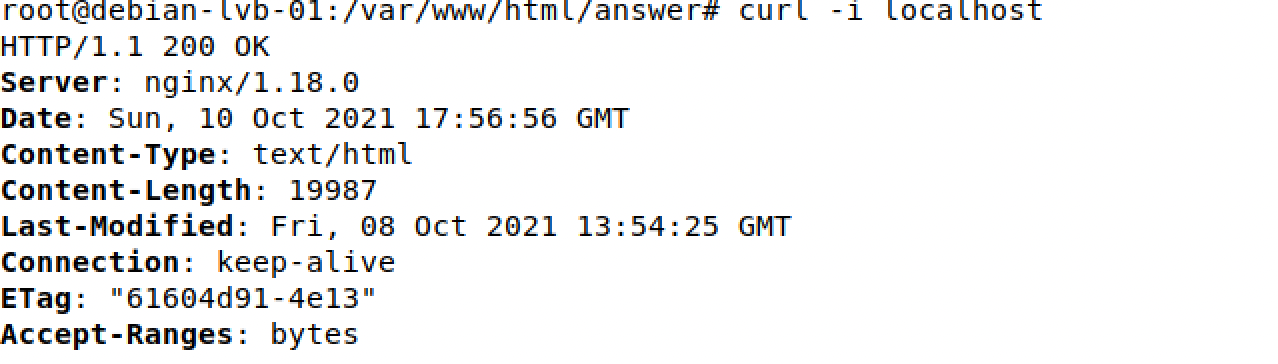 root@debian-lvb-01:/var/www/html/answer# curl -i localhost
HTTP/1.1 200 OK
Server: nginx/1.18.0
Date: Sun, 10 Oct 2021 17:56:56 GMT
Content-Type: text/html
Content-Length: 19987
Last-Modified: Fri, 08 Oct 2021 13:54:25 GMT
Connection: keep-alive
ETag: "61604d91-4e13"
Accept-Ranges: bytes